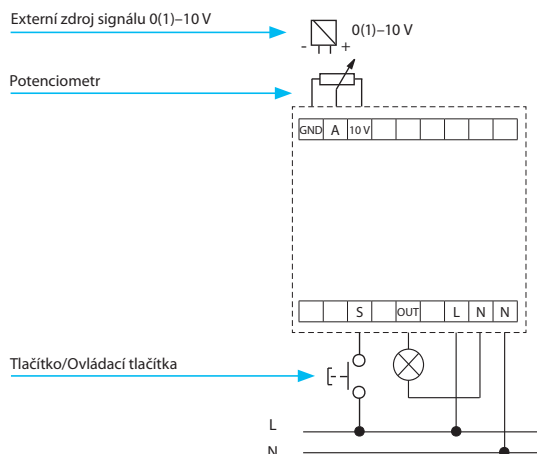 Externí zdroj signálu 0(1)–10 V
0(1)–10 V
- +
Potenciometr
GND A 10 V
S OUT L N N
Tlačítko/Ovládací tlačítka
L
N